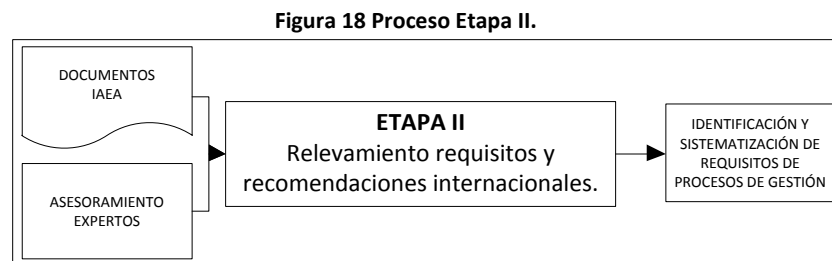 Figura 18 Proceso Etapa II.
DOCUMENTOS
IAEA
ASESORAMIENTO
EXPERTOS
ETAPA II
Relevamiento requisitos y
recomendaciones internacionales.
IDENTIFICACIÓN Y
SISTEMATIZACIÓN DE
REQUISITOS DE
PROCESOS DE GESTIÓN